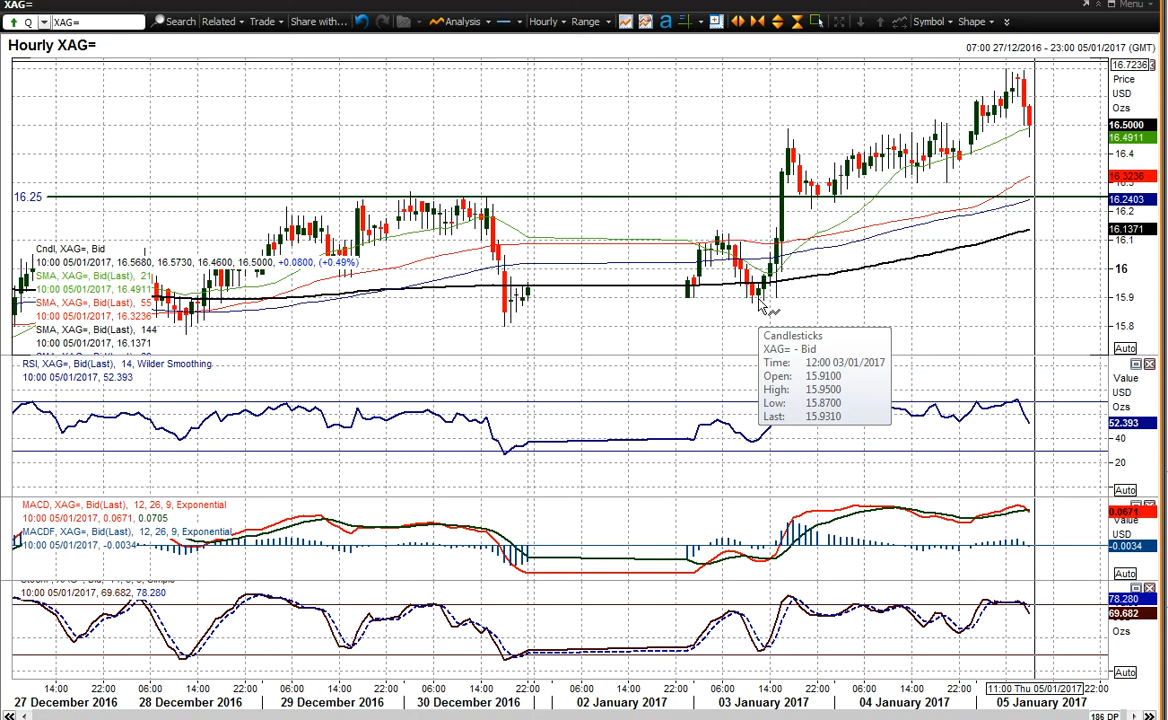 XAG=
Menu
Q XAG= Search Related Trade Share with... Analysis Hourly Range Symbol Shape
Hourly XAG=
07:00 27/12/2016 - 23:00 05/01/2017 (GMT)
16.7236
Price
USD
Ozs
16.5000
16.4911
16.4
16.3236
16.3
16.25
16.2403
16.2
16.1371
16.1
16
15.9
15.8
Auto
Cndl, XAG=, Bid
10:00 05/01/2017, 16.5680, 16.5730, 16.4600, 16.5000, +0.0800, (+0.49%)
SMA, XAG=, Bid(Last), 21
10:00 05/01/2017, 16.4911
SMA, XAG=, Bid(Last), 55
10:00 05/01/2017, 16.3236
SMA, XAG=, Bid(Last), 144
10:00 05/01/2017, 16.1371
Candlesticks
XAG= - Bid
Time: 12:00 03/01/2017
Open: 15.9100
High: 15.9500
Low: 15.8700
Last: 15.9310
RSI, XAG=, Bid(Last), 14, Wilder Smoothing
10:00 05/01/2017, 52.393
Value
USD
Ozs
52.393
40
20
Auto
MACD, XAG=, Bid(Last), 12, 26, 9, Exponential
10:00 05/01/2017, 0.0671, 0.0705
MACDF, XAG=, Bid(Last), 12, 26, 9, Exponential
10:00 05/01/2017, -0.0034
0.0671
Value
USD
-0.0034
Auto
10:00 05/01/2017, 69.682, 78.280
78.280
69.682
Ozs
Auto
14:00 22:00 06:00 14:00 22:00 06:00 14:00 22:00 06:00 14:00 22:00 06:00 14:00 22:00 06:00 14:00 22:00 06:00 14:00 22:00 11:00 Thu 05/01/2017 22:00
27 December 2016 28 December 2016 29 December 2016 30 December 2016 02 January 2017 03 January 2017 04 January 2017 05 January 2017
186 DP